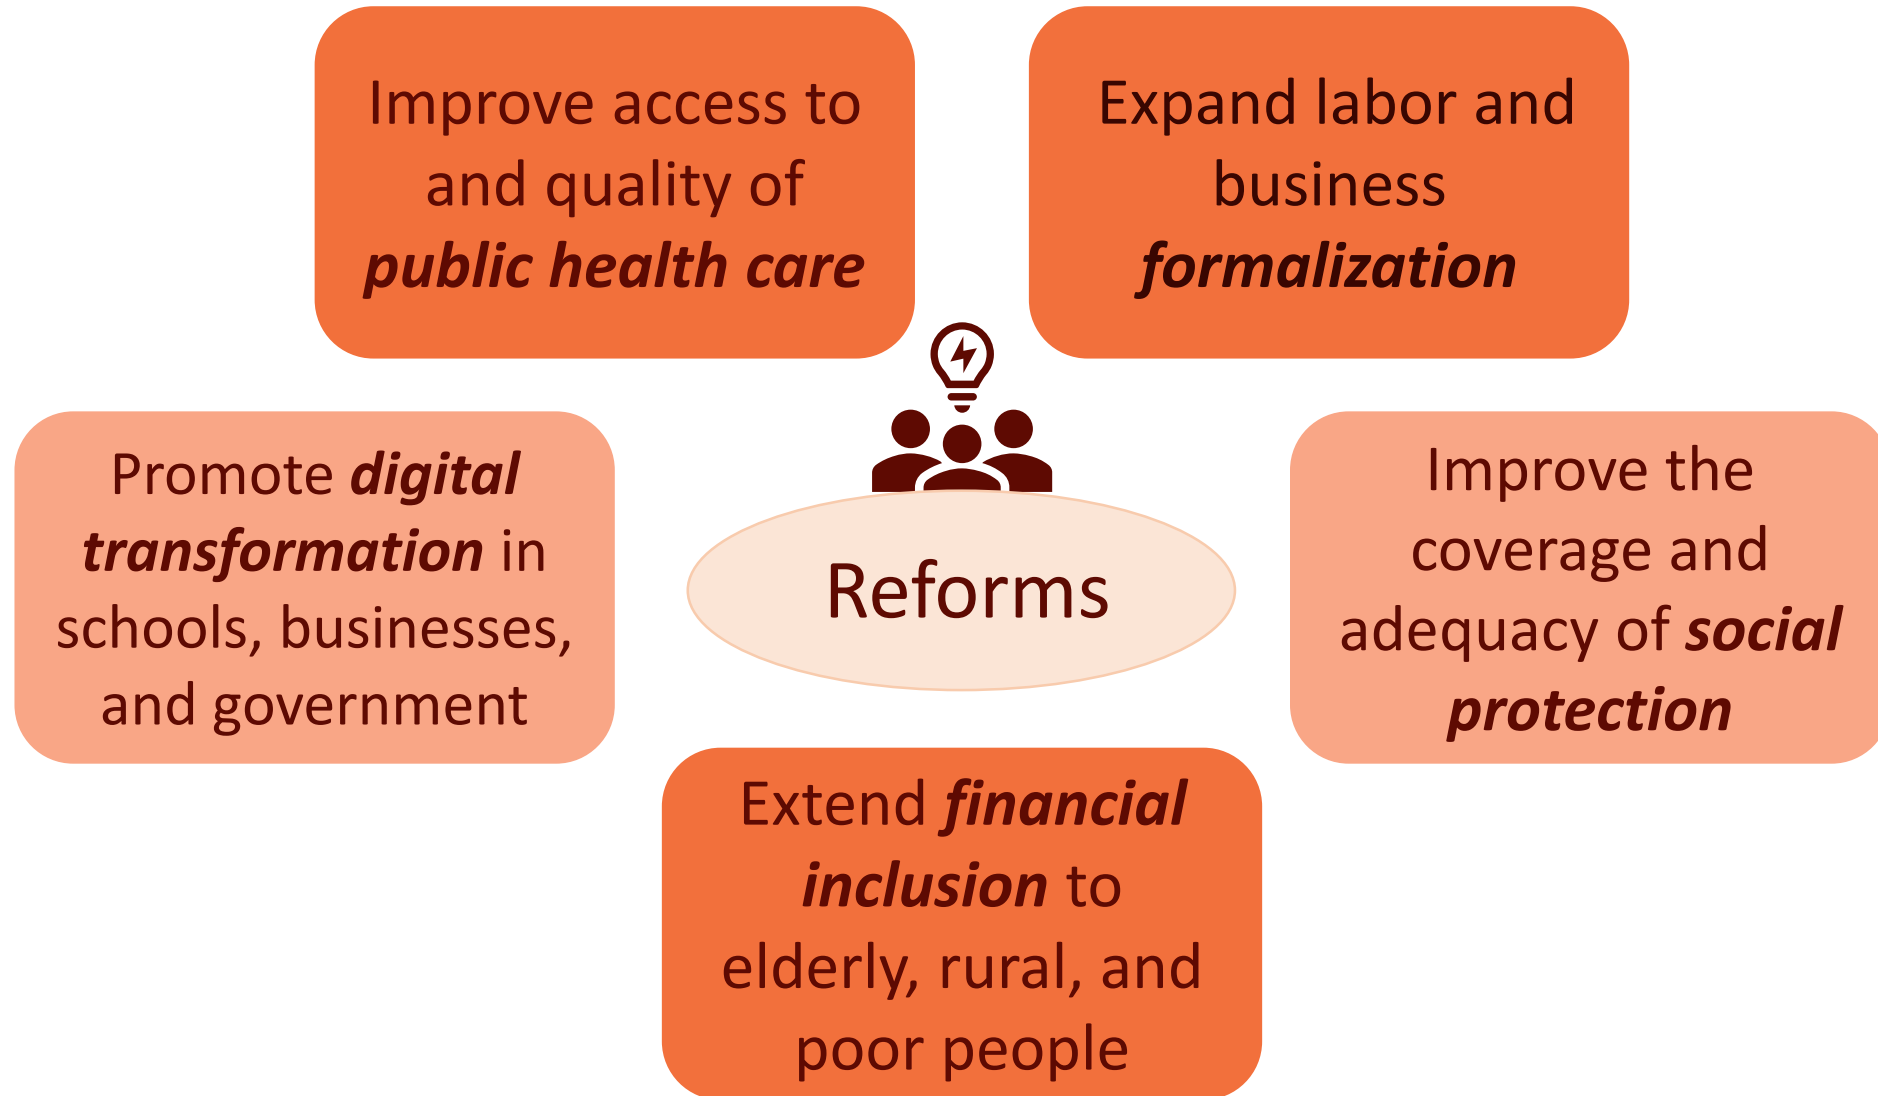 Improve access to
and quality of
public health care
Expand labor and
business
formalization
Promote digital
transformation in
schools, businesses,
and government
Reforms
Improve the
coverage and
adequacy of social
protection
Extend financial
inclusion to
elderly, rural, and
poor people